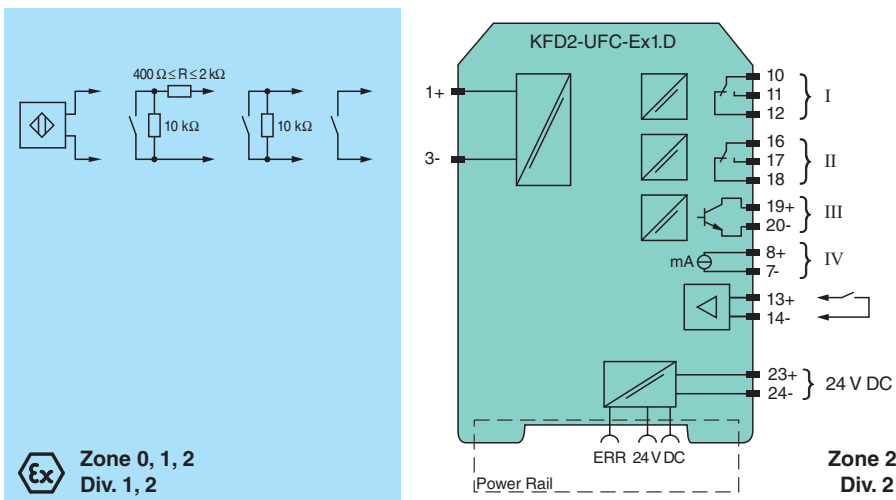 KFD2-UFC-Ex1.D
400 Ω ≤ R ≤ 2 kΩ
10 kΩ
10 kΩ
1+
3-
10
11
12
I
16
17
18
II
19+
20-
III
mA
8+
7-
IV
13+
14-
23+
24-
24 V DC
ERR 24 V DC
Power Rail
εx Zone 0, 1, 2
Div. 1, 2
Zone 2
Div. 2